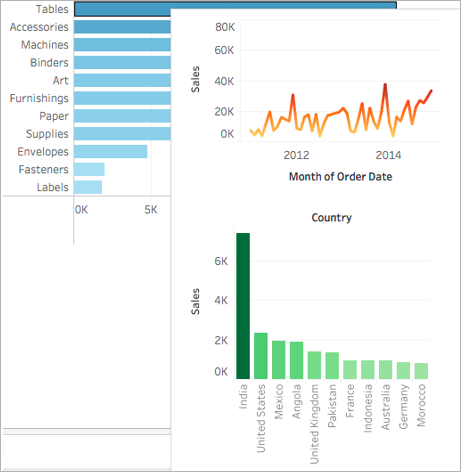 Tables
Accessories
Machines
Binders
Art
Furnishings
Paper
Supplies
Envelopes
Fasteners
Labels
0K 5K
80K
60K
40K
20K
0K
Sales
2012 2014
Month of Order Date
Country
6K
4K
2K
0K
Sales
India
United States
Mexico
Angola
United Kingdom
Pakistan
France
Indonesia
Australia
Germany
Morocco